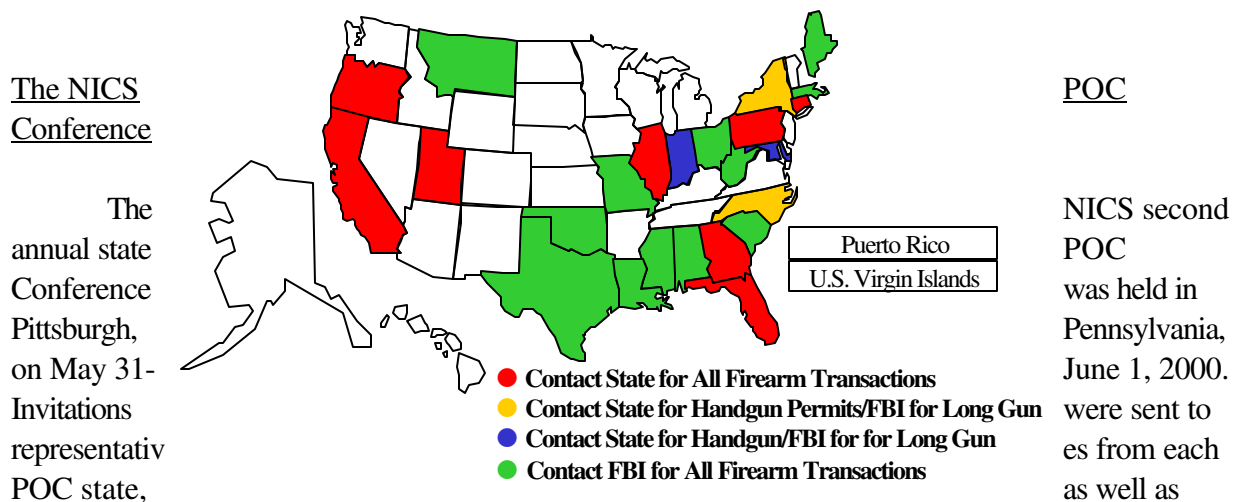 The NICS POC
Conference
The NICS second
annual state POC
Conference was held in
Pittsburgh, Pennsylvania,
on May 31- June 1, 2000.
Invitations were sent to
representativ es from each
POC state, as well as
Puerto Rico
U.S. Virgin Islands
Contact State for All Firearm Transactions
Contact State for Handgun Permits/FBI for Long Gun
Contact State for Handgun/FBI for for Long Gun
Contact FBI for All Firearm Transactions